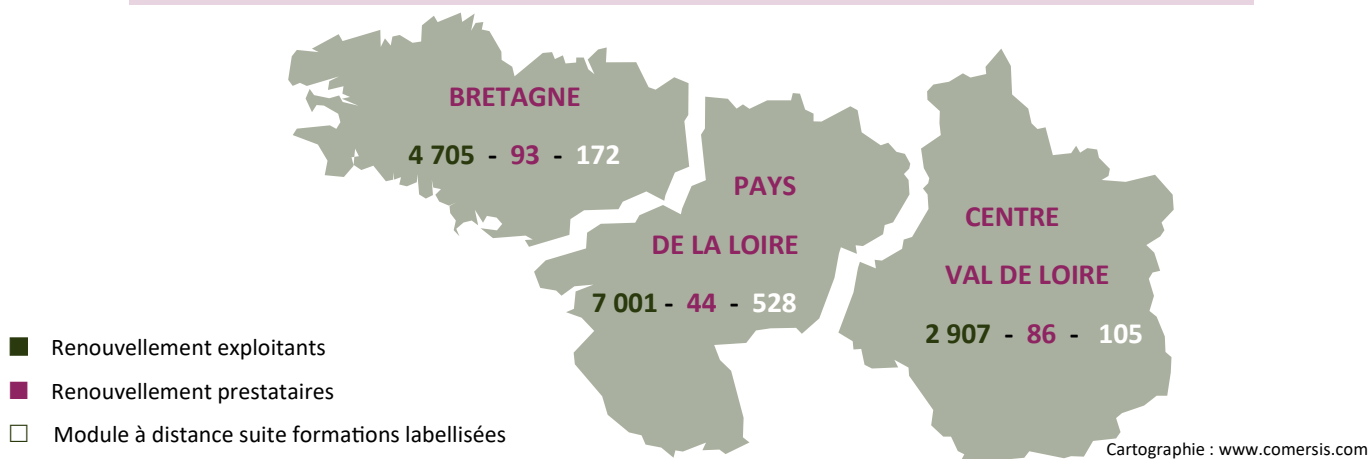 BRETAGNE
4 705 - 93 - 172
PAYS
DE LA LOIRE
7 001 - 44 - 528
CENTRE
VAL DE LOIRE
2 907 - 86 - 105
Renouvellement exploitants
Renouvellement prestataires
Module à distance suite formations labellisées
Cartographie : www.comersis.com